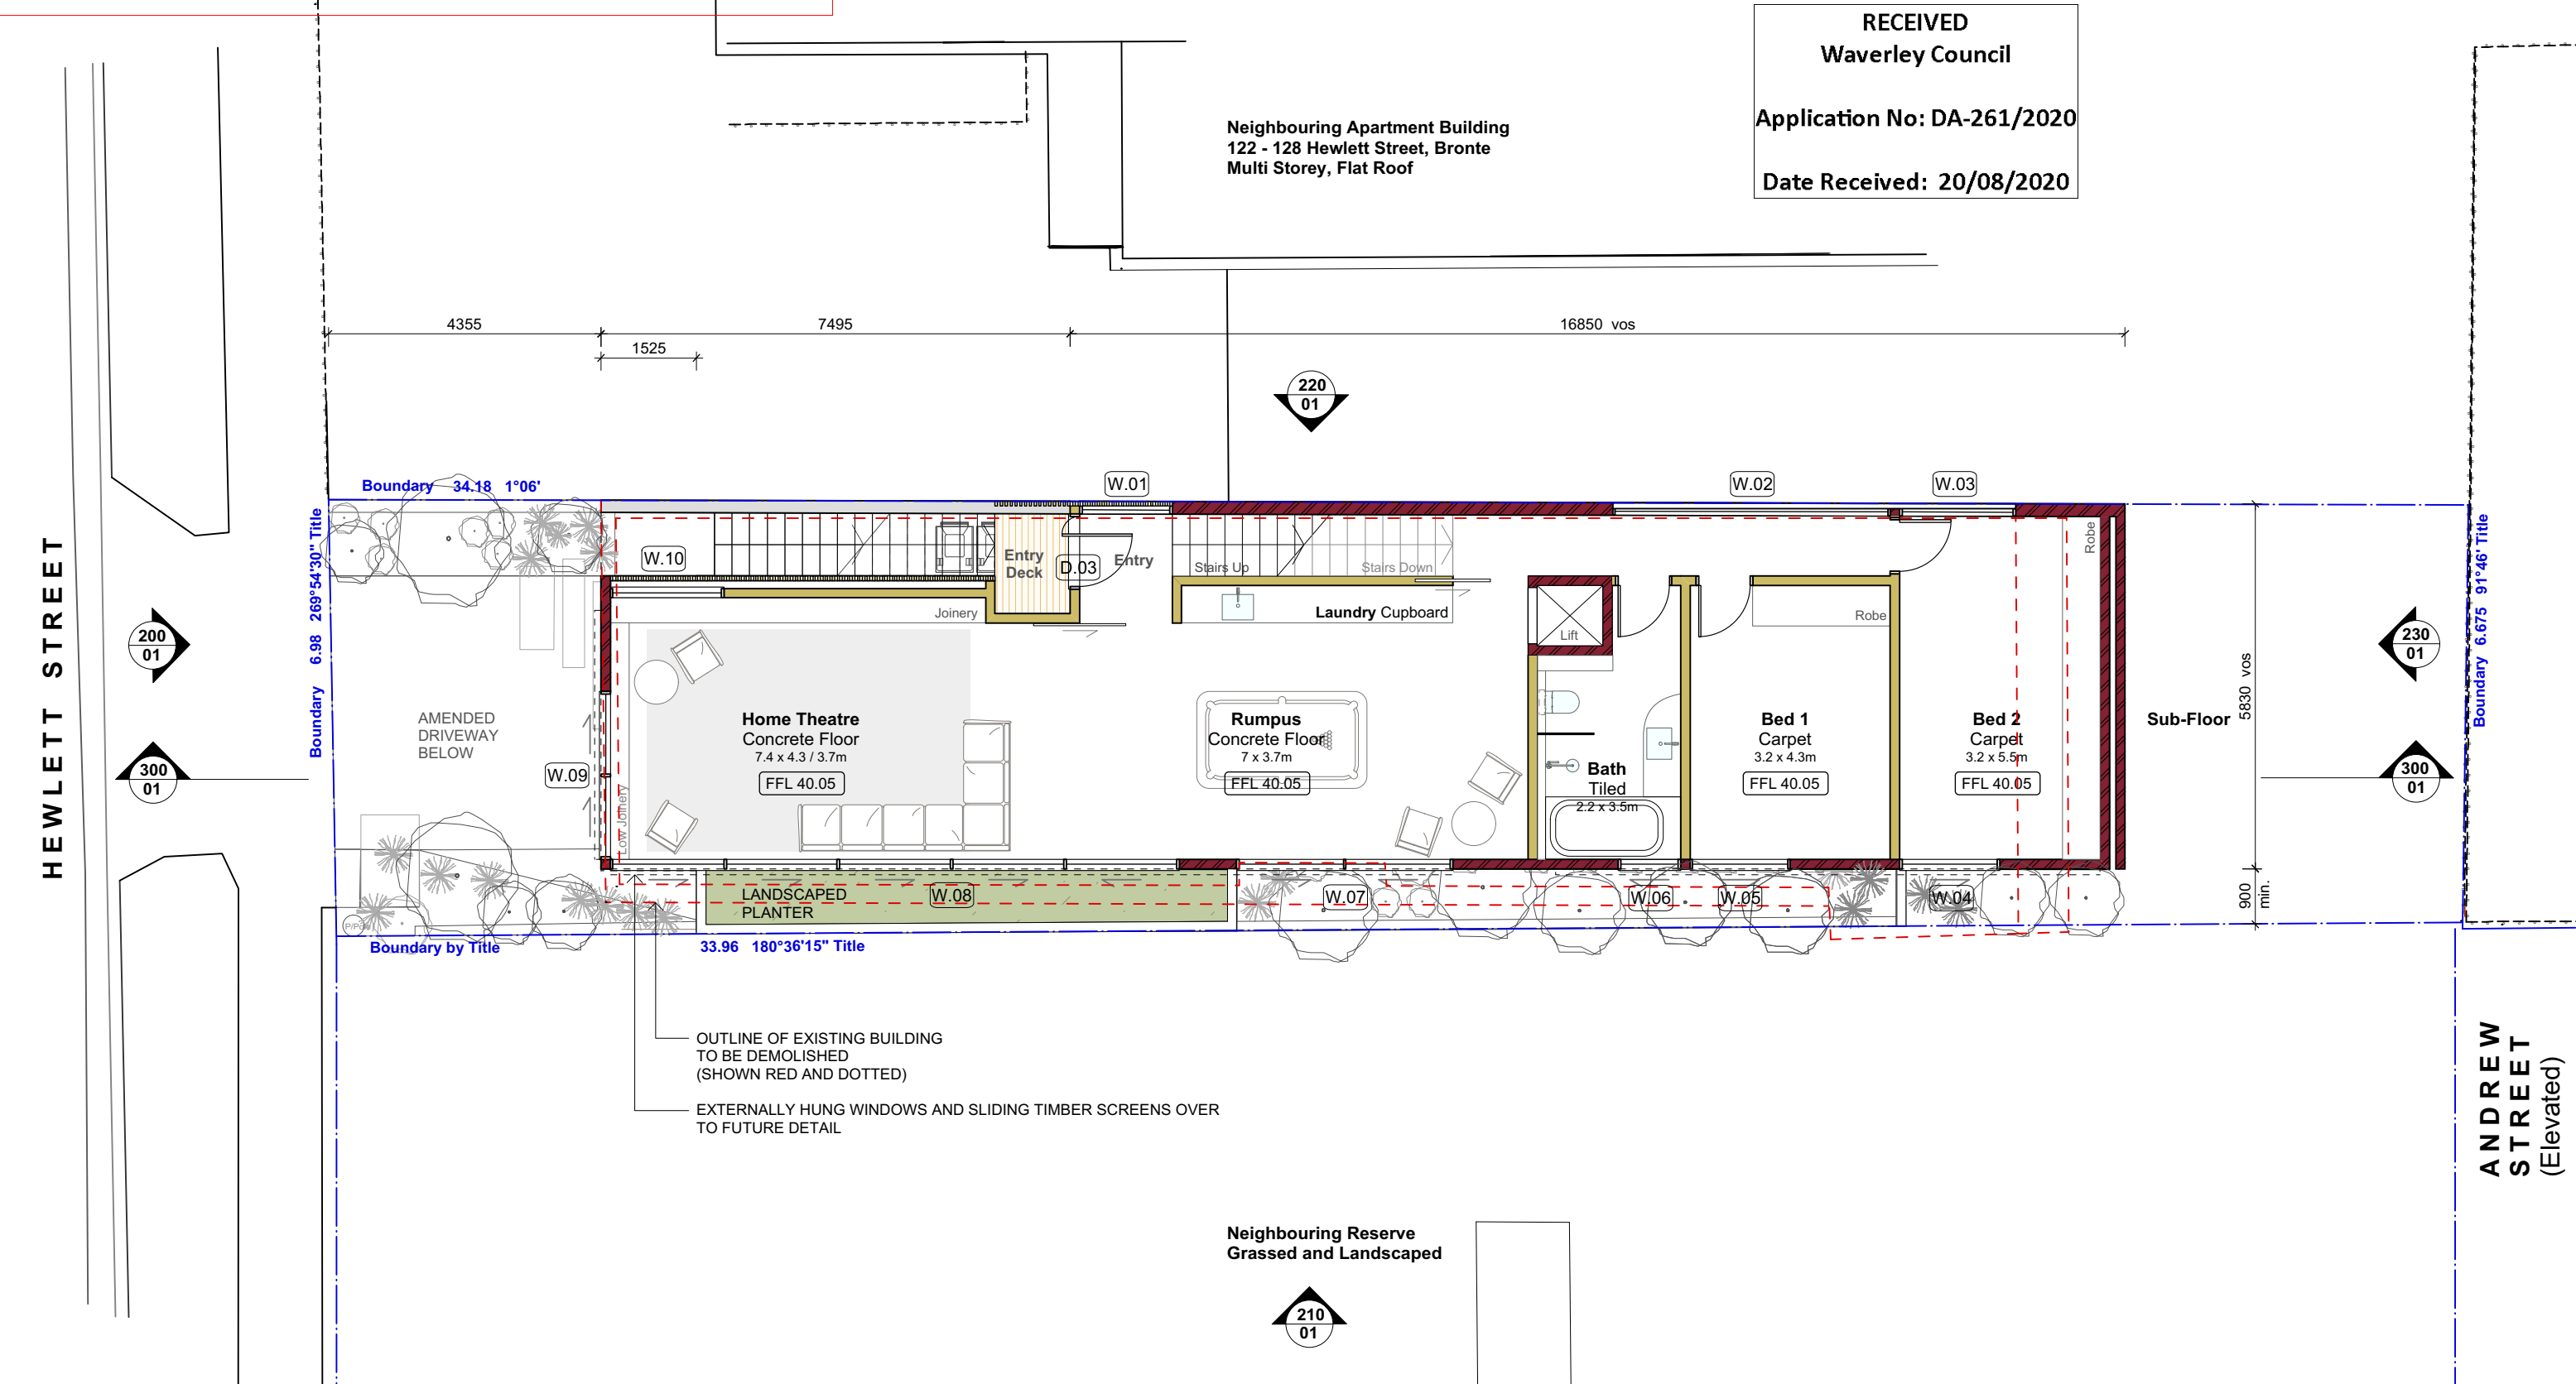 RECEIVED
Waverley Council
Application No: DA-261/2020
Date Received: 20/08/2020
Neighbouring Apartment Building
122 - 128 Hewlett Street, Bronte
Multi Storey, Flat Roof
4355
7495
16850 vos
1525
220
01
Boundary 34.18 1°06'
W.01
W.02
W.03
HEWLETT STREET
Boundary 6.98 269°54'30" Title
W.10
Entry
Deck
D.03
Entry
Stairs Up
Stairs Down
Robe
Joinery
Laundry Cupboard
Lift
Robe
200
01
300
01
AMENDED
DRIVEWAY
BELOW
W.09
Low Joinery
Home Theatre
Concrete Floor
7.4 x 4.3 / 3.7m
FFL 40.05
Rumpus
Concrete Floor
7 x 3.7m
FFL 40.05
Bath
Tiled
2.2 x 3.5m
Bed 1
Carpet
3.2 x 4.3m
FFL 40.05
Bed 2
Carpet
3.2 x 5.5m
FFL 40.05
Sub-Floor
5830 vos
900
min.
230
01
300
01
Boundary 6.675 91°46' Title
LANDSCAPED
PLANTER
W.08
W.07
W.06
W.05
W.04
Boundary by Title
33.96 180°36'15" Title
OUTLINE OF EXISTING BUILDING
TO BE DEMOLISHED
(SHOWN RED AND DOTTED)
EXTERNALLY HUNG WINDOWS AND SLIDING TIMBER SCREENS OVER
TO FUTURE DETAIL
ANDREW
STREET
(Elevated)
Neighbouring Reserve
Grassed and Landscaped
210
01